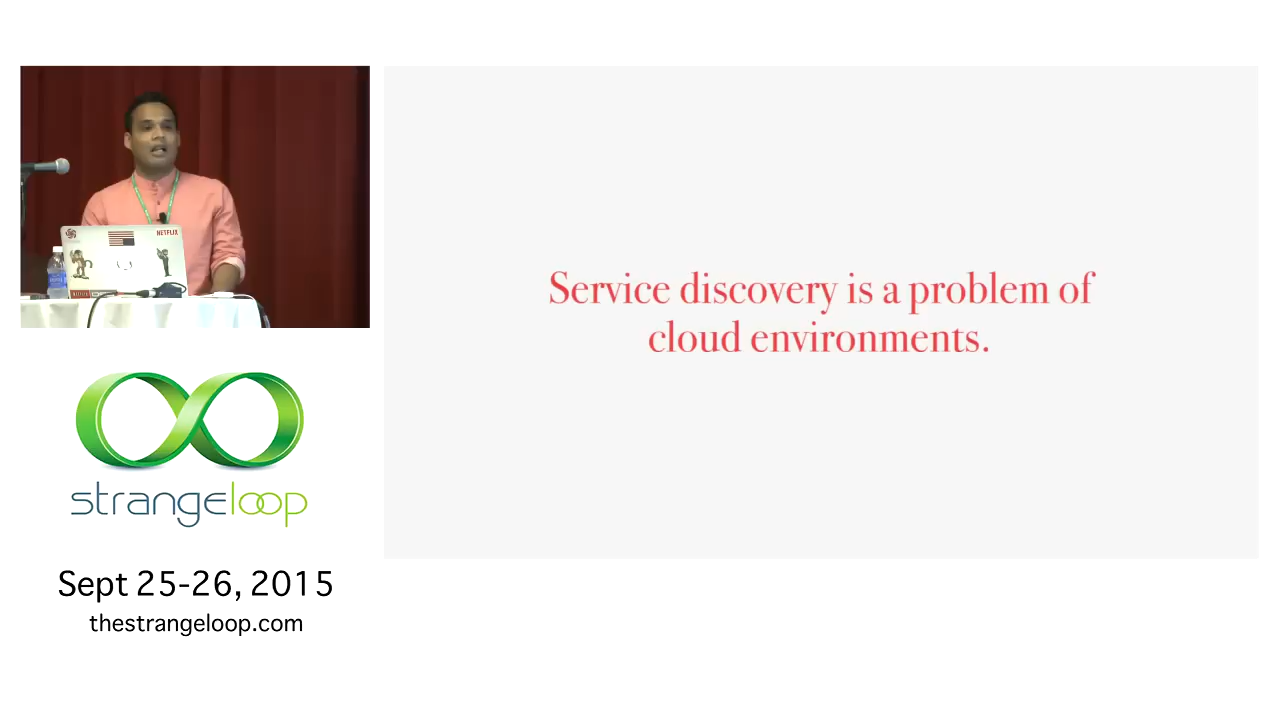 NETFLIX
Service discovery is a problem of
cloud environments.
strangeloop
Sept 25-26, 2015
thestrangeloop.com